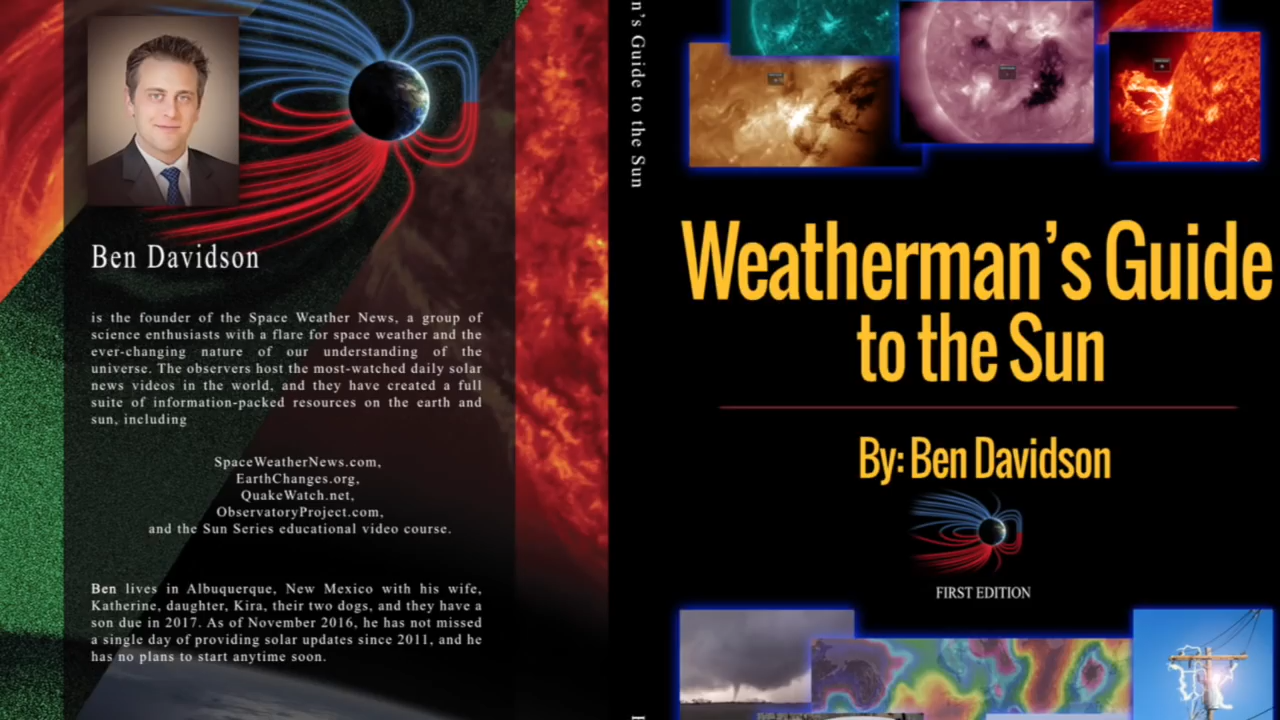 Ben Davidson
is the founder of the Space Weather News, a group of
science enthusiasts with a flare for space weather and the
ever-changing nature of our understanding of the
universe. The observers host the most-watched daily solar
news videos in the world, and they have created a full
suite of information-packed resources on the earth and
sun, including
SpaceWeatherNews.com,
EarthChanges.org,
QuakeWatch.net,
ObservatoryProject.com,
and the Sun Series educational video course.
Ben lives in Albuquerque, New Mexico with his wife,
Katherine, daughter, Kira, their two dogs, and they have a
son due in 2017. As of November 2016, he has not missed
a single day of providing solar updates since 2011, and he
has no plans to start anytime soon.
n's Guide to the Sun
Weatherman's Guide
to the Sun
By: Ben Davidson
FIRST EDITION